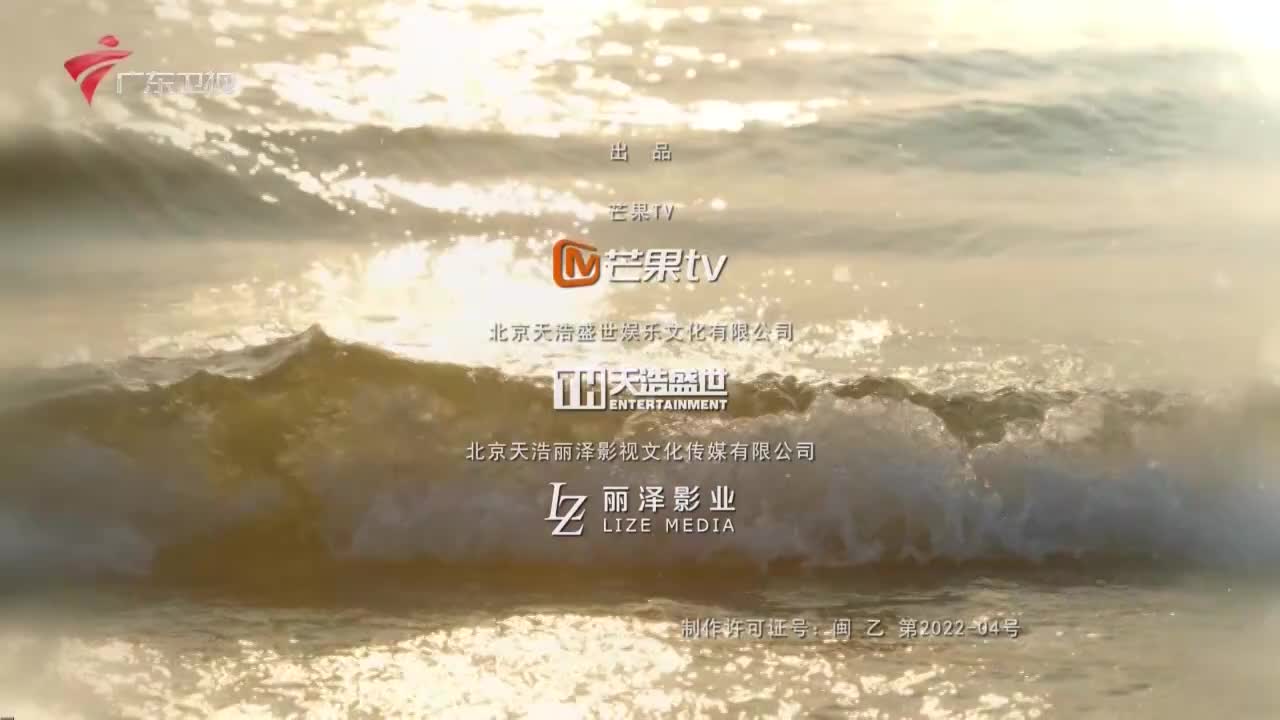 广东卫视
出 品
芒果TV
芒果tv
北京天浩盛世娱乐文化有限公司
TH天浩盛世
ENTERTAINMENT
北京天浩丽泽影视文化传媒有限公司
LZ 丽泽影业
LIZE MEDIA
制作许可证号：闽 乙 第2022-04号